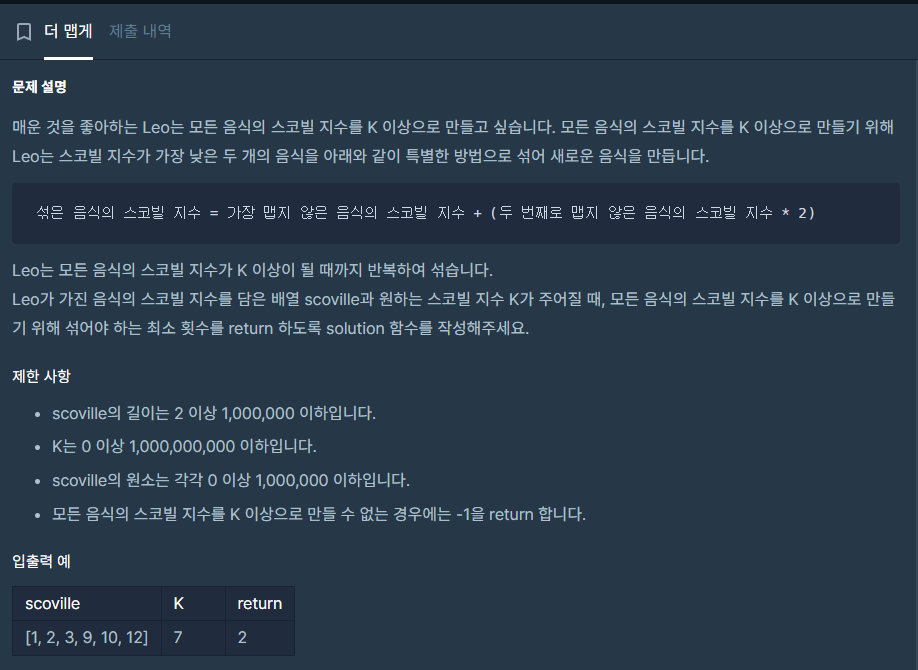 더 맵게 제출 내역
문제 설명
매운 것을 좋아하는 Leo는 모든 음식의 스코빌 지수를 K 이상으로 만들고 싶습니다. 모든 음식의 스코빌 지수를 K 이상으로 만들기 위해
Leo는 스코빌 지수가 가장 낮은 두 개의 음식을 아래와 같이 특별한 방법으로 섞어 새로운 음식을 만듭니다.
섞은 음식의 스코빌 지수 = 가장 맵지 않은 음식의 스코빌 지수 + (두 번째로 맵지 않은 음식의 스코빌 지수 * 2)
Leo는 모든 음식의 스코빌 지수가 K 이상이 될 때까지 반복하여 섞습니다.
Leo가 가진 음식의 스코빌 지수를 담은 배열 scoville과 원하는 스코빌 지수 K가 주어질 때, 모든 음식의 스코빌 지수를 K 이상으로 만들
기 위해 섞어야 하는 최소 횟수를 return 하도록 solution 함수를 작성해주세요.
제한 사항
• scoville의 길이는 2 이상 1,000,000 이하입니다.
• K는 0 이상 1,000,000,000 이하입니다.
• scoville의 원소는 각각 0 이상 1,000,000 이하입니다.
• 모든 음식의 스코빌 지수를 K 이상으로 만들 수 없는 경우에는 -1을 return 합니다.
입출력 예
scoville K return
[1, 2, 3, 9, 10, 12] 7 2